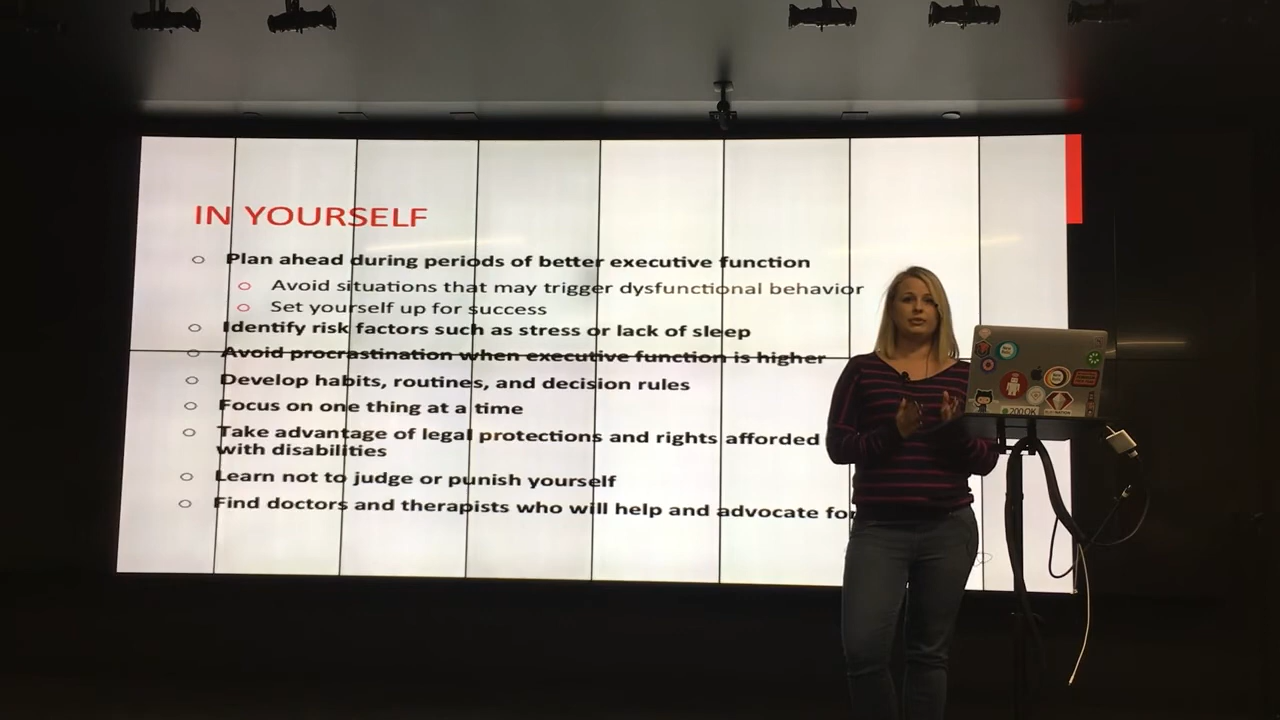 IN YOURSELF
Plan ahead during periods of better executive function
Avoid situations that may trigger dysfunctional behavior
Set yourself up for success
Identify risk factors such as stress or lack of sleep
Avoid procrastination when executive function is higher
Develop habits, routines, and decision rules
Focus on one thing at a time
Take advantage of legal protections and rights afforded
with disabilities
Learn not to judge or punish yourself
Find doctors and therapists who will help and advocate for
200 OK